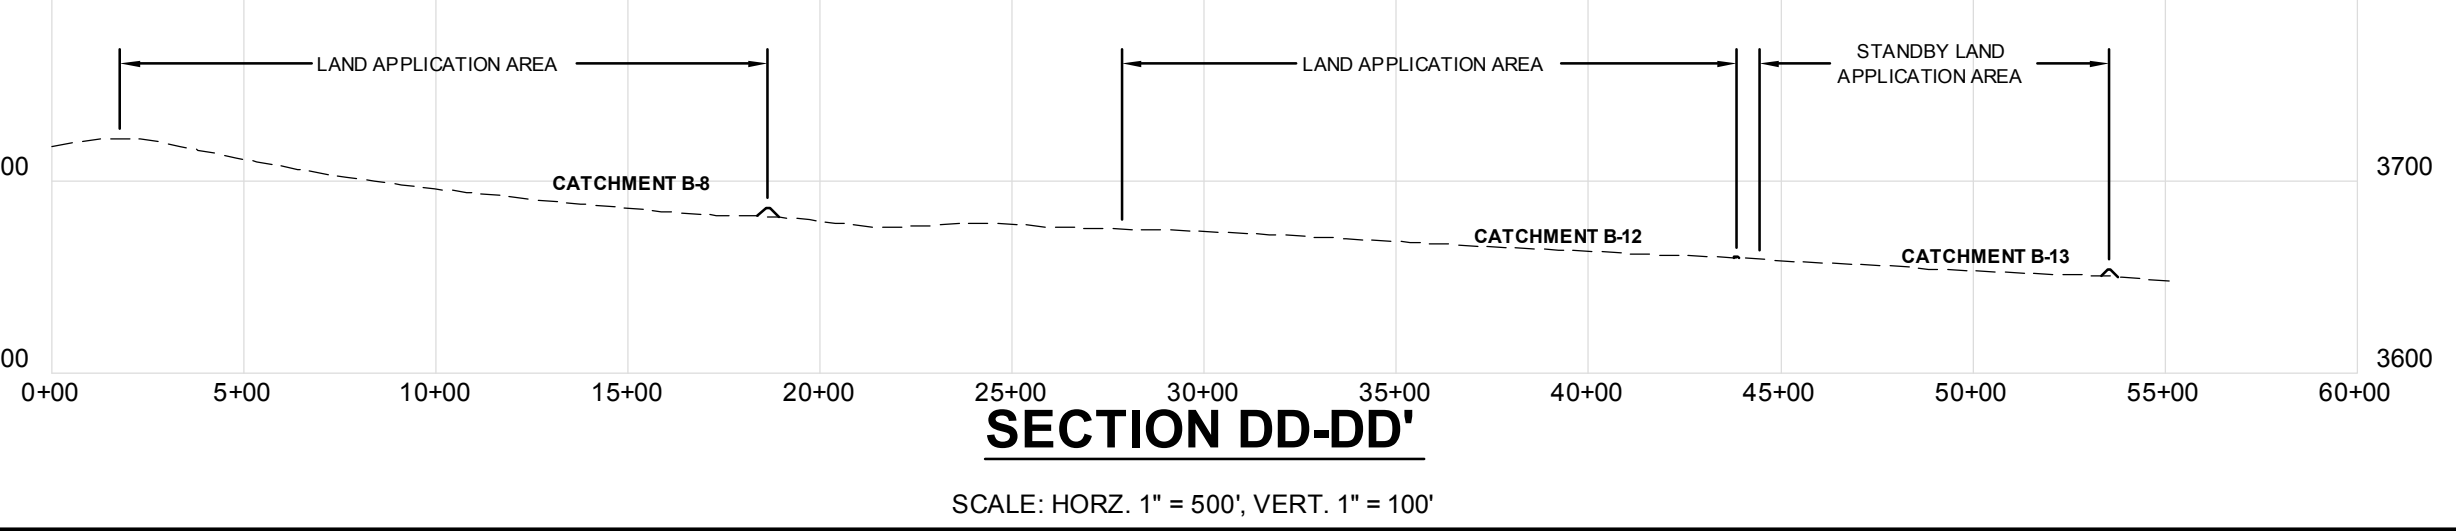 LAND APPLICATION AREA
LAND APPLICATION AREA
STANDBY LAND
APPLICATION AREA
00
3700
CATCHMENT B-8
CATCHMENT B-12
CATCHMENT B-13
00
3600
0+00 5+00 10+00 15+00 20+00 25+00 30+00 35+00 40+00 45+00 50+00 55+00 60+00
SECTION DD-DD'
SCALE: HORZ. 1" = 500', VERT. 1" = 100'